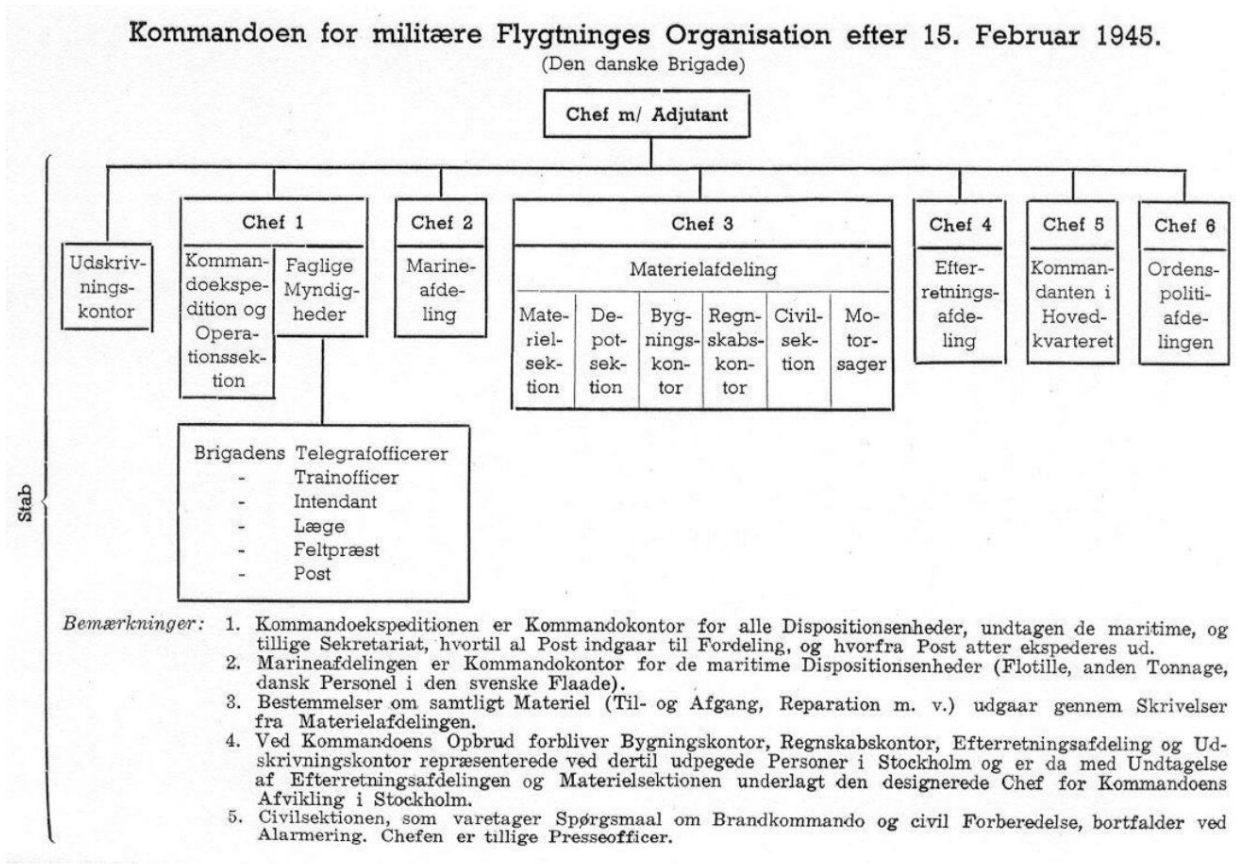 Kommandoen for militære Flygtninges Organisation efter 15. Februar 1945.
(Den danske Brigade)
Chef m/ Adjutant
Stab
Udskriv-
nings-
kontor
Chef 1
Komman-
doekspe-
dition og
Opera-
tionssek-
tion
Faglige
Myndig-
heder
Chef 2
Marine-
afde-
ling
Chef 3
Materielafdeling
Mate-
riel-
sek-
tion
De-
pot-
sek-
tion
Byg-
nings-
kon-
tor
Regn-
skabs-
kon-
tor
Civil-
sek-
tion
Mo-
tor-
sager
Chef 4
Efter-
retnings-
afde-
ling
Chef 5
Komman-
danten i
Hoved-
kvarteret
Chef 6
Ordens-
politi-
afde-
lingen
Brigadens Telegrafofficerer
- Trainofficer
- Intendant
- Læge
- Feltpræst
- Post
Bemærkninger: 1. Kommandoekspeditionen er Kommandokontor for alle Dispositionsenheder, undtagen de maritime, og
tillige Sekretariat, hvortil al Post indgaar til Fordeling, og hvorfra Post atter ekspederes ud.
2. Marineafdelingen er Kommandokontor for de maritime Dispositionsenheder (Flotille, anden Tonnage,
dansk Personel i den svenske Flaade).
3. Bestemmelser om samtligt Materiel (Til- og Afgang, Reparation m. v.) udgaar gennem Skrivelser
fra Materielafdelingen.
4. Ved Kommandoens Opbrud forbliver Bygningskontor, Regnskabskontor, Efterretningsafdeling og Ud-
skrivningskontor repræsenterede ved dertil udpegede Personer i Stockholm og er da med Undtagelse
af Efterretningsafdelingen og Materielsektionen underlagt den designerede Chef for Kommandoens
Afvikling i Stockholm.
5. Civilsektionen, som varetager Spørgsmaal om Brandkommando og civil Forberedelse, bortfalder ved
Alarmering. Chefen er tillige Presseofficer.